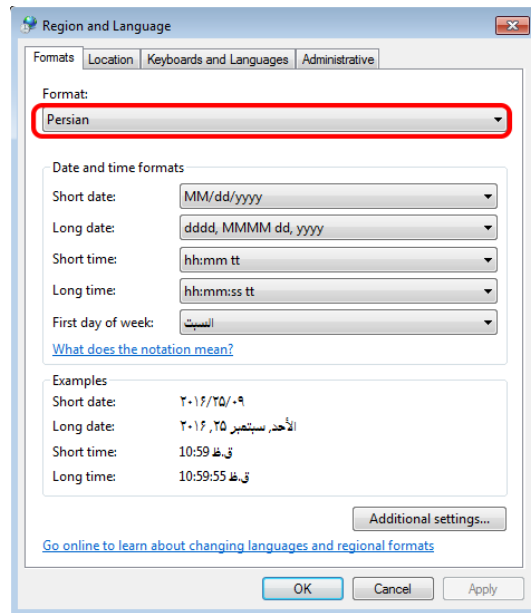 Region and Language
Formats Location Keyboards and Languages Administrative
Format:
Persian
Date and time formats
Short date: MM/dd/yyyy
Long date: dddd, MMMM dd, yyyy
Short time: hh:mm tt
Long time: hh:mm:ss tt
First day of week: السبت
What does the notation mean?
Examples
Short date: ۲۰۱۶/۲۵/۰۹
Long date: الأحد, سبتمبر ۲۵, ۲۰۱۶
Short time: 10:59 ق.ظ
Long time: 10:59:55 ق.ظ
Additional settings...
Go online to learn about changing languages and regional formats
OK Cancel Apply